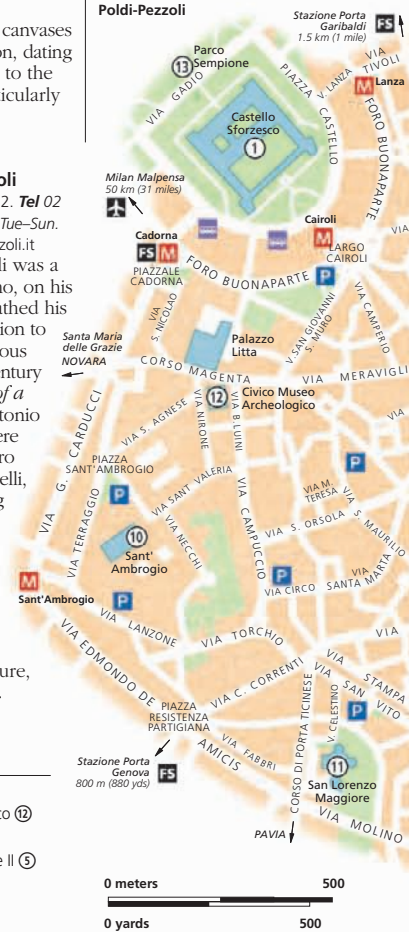 canvases
on, dating
to the
ticularly
oli
2. Tel 02
Tue–Sun.
zzoli.it
li was a
no, on his
athed his
ion to
ous
entury
of a
tonio
ere
ro
elli,
g
ure,
.
to 12
e II 5
Poldi-Pezzoli
Stazione Porta
Garibaldi
1.5 km (1 mile)
FS
Parco
Sempione
13
VIA GADIO
PIAZZA CASTELLO
V. LANZA
VIA TIVOLI
M Lanza
FORO BUONAPARTE
Castello
Sforzesco
1
Milan Malpensa
50 km (31 miles)
Cadorna
FS M
PIAZZALE
CADORNA
Cairoli
M
LARGO
CAIROLI
P
FORO BUONAPARTE
VIA
S. NICOLAO
Palazzo
Litta
V. SAN GIOVANNI
S. MURO
VIA CAMPERIO
VIA
Santa Maria
delle Grazie
NOVARA
CORSO MAGENTA
VIA MERAVIGLI
12
Civico Museo
Archeologico
VIA G. CARDUCCI
VIA S. AGNESE
VIA NIRONE
VIA B. LUINI
VIA
PIAZZA
SANT'AMBROGIO
P
P
VIA SANT VALERIA
VIA M.
TERESA
VIA S. MAURILIO
VIA TERRAGGIO
10
Sant'
Ambrogio
VIA NECCHI
VIA CAPPUCCIO
VIA S. ORSOLA
M
Sant'Ambrogio
P
P
VIA CIRCO
VIA
SANTA MARTA
VIA LANZONE
VIA TORCHIO
VIA
VIA EDMONDO DE AMICIS
VIA C. CORRENTI
VIA STAMPA
VIA SAN VITO
PIAZZA
RESISTENZA
PARTIGIANA
CORSO DI PORTA TICINESE
V. CELESTINO
P
VIA FABBRI
Stazione Porta
Genova
800 m (880 yds)
FS
11
San Lorenzo
Maggiore
PAVIA
VIA MOLINO
0 meters 500
0 yards 500